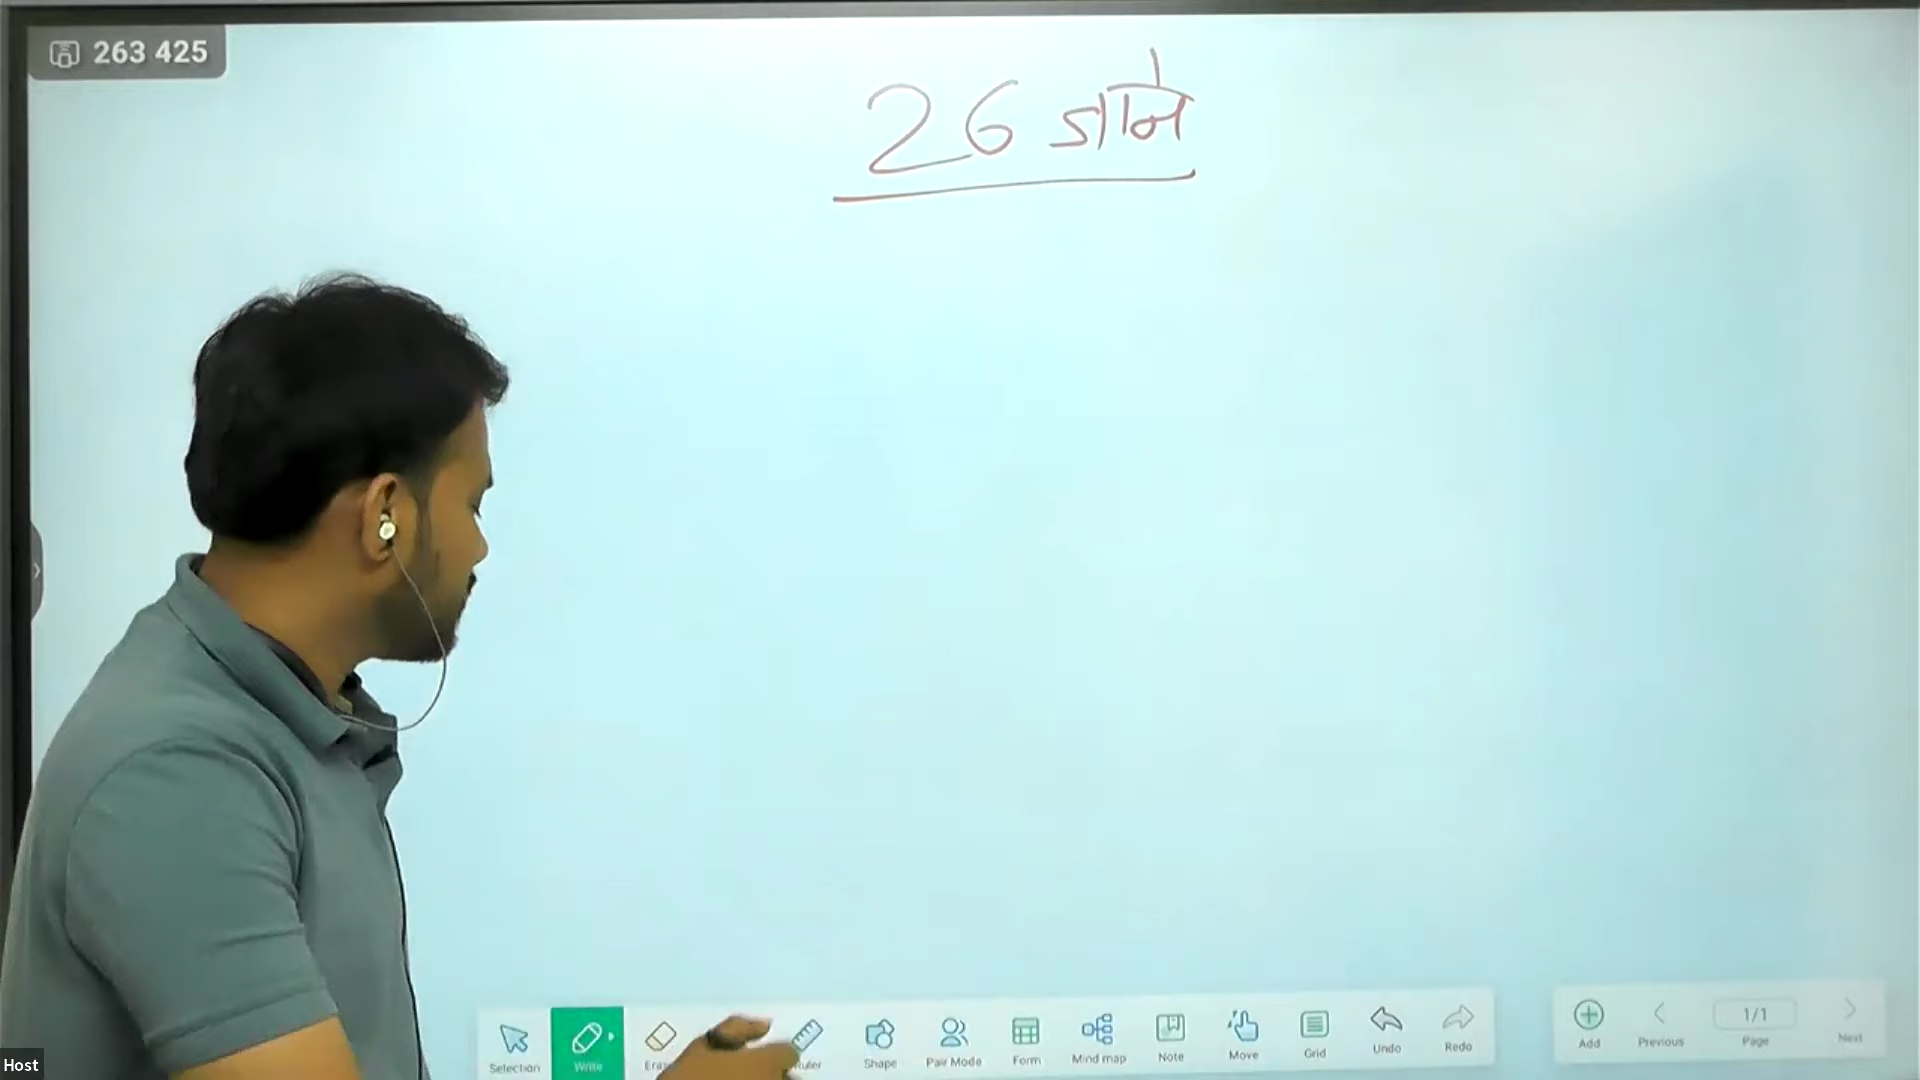 263 425
26 मार्च
Selection Write Ruler Shape Pair Mode Form Mind map Note Move Grid Undo Redo
Add Previous 1/1 Page Next
Host